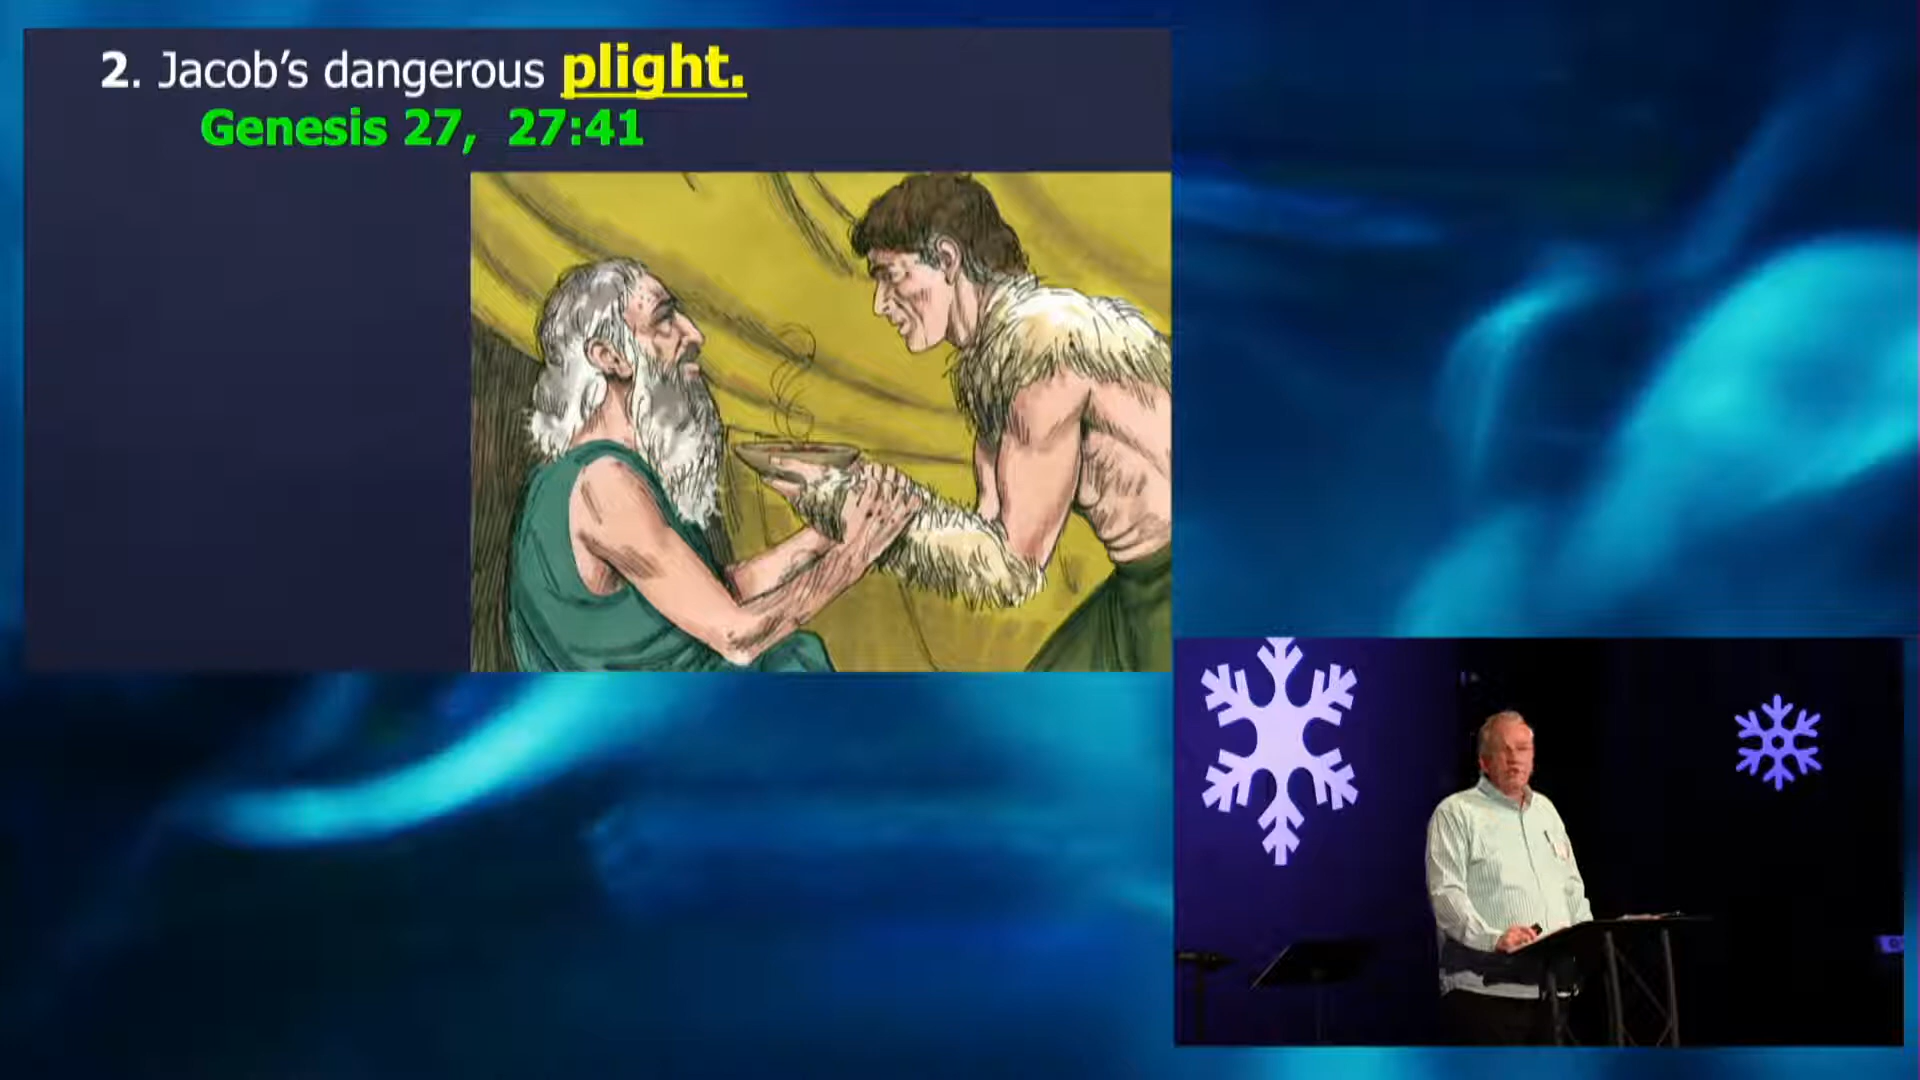 2. Jacob’s dangerous plight.
Genesis 27, 27:41